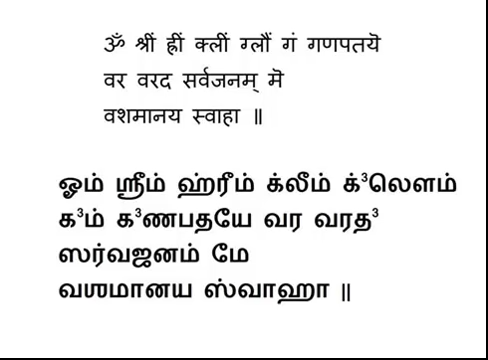 ॐ श्रीं ह्रीं क्लीं ग्लौं गं गणपतयॆ
वर वरद सर्वजनम् मॆ
वशमानय स्वाहा ॥
ஓம் ஸ்ரீம் ஹ்ரீம் க்லீம் க்³லௌம்
க³ம் க³ணபதயே வர வரத³
ஸர்வஜனம் மே
வஶமானய ஸ்வாஹா ॥